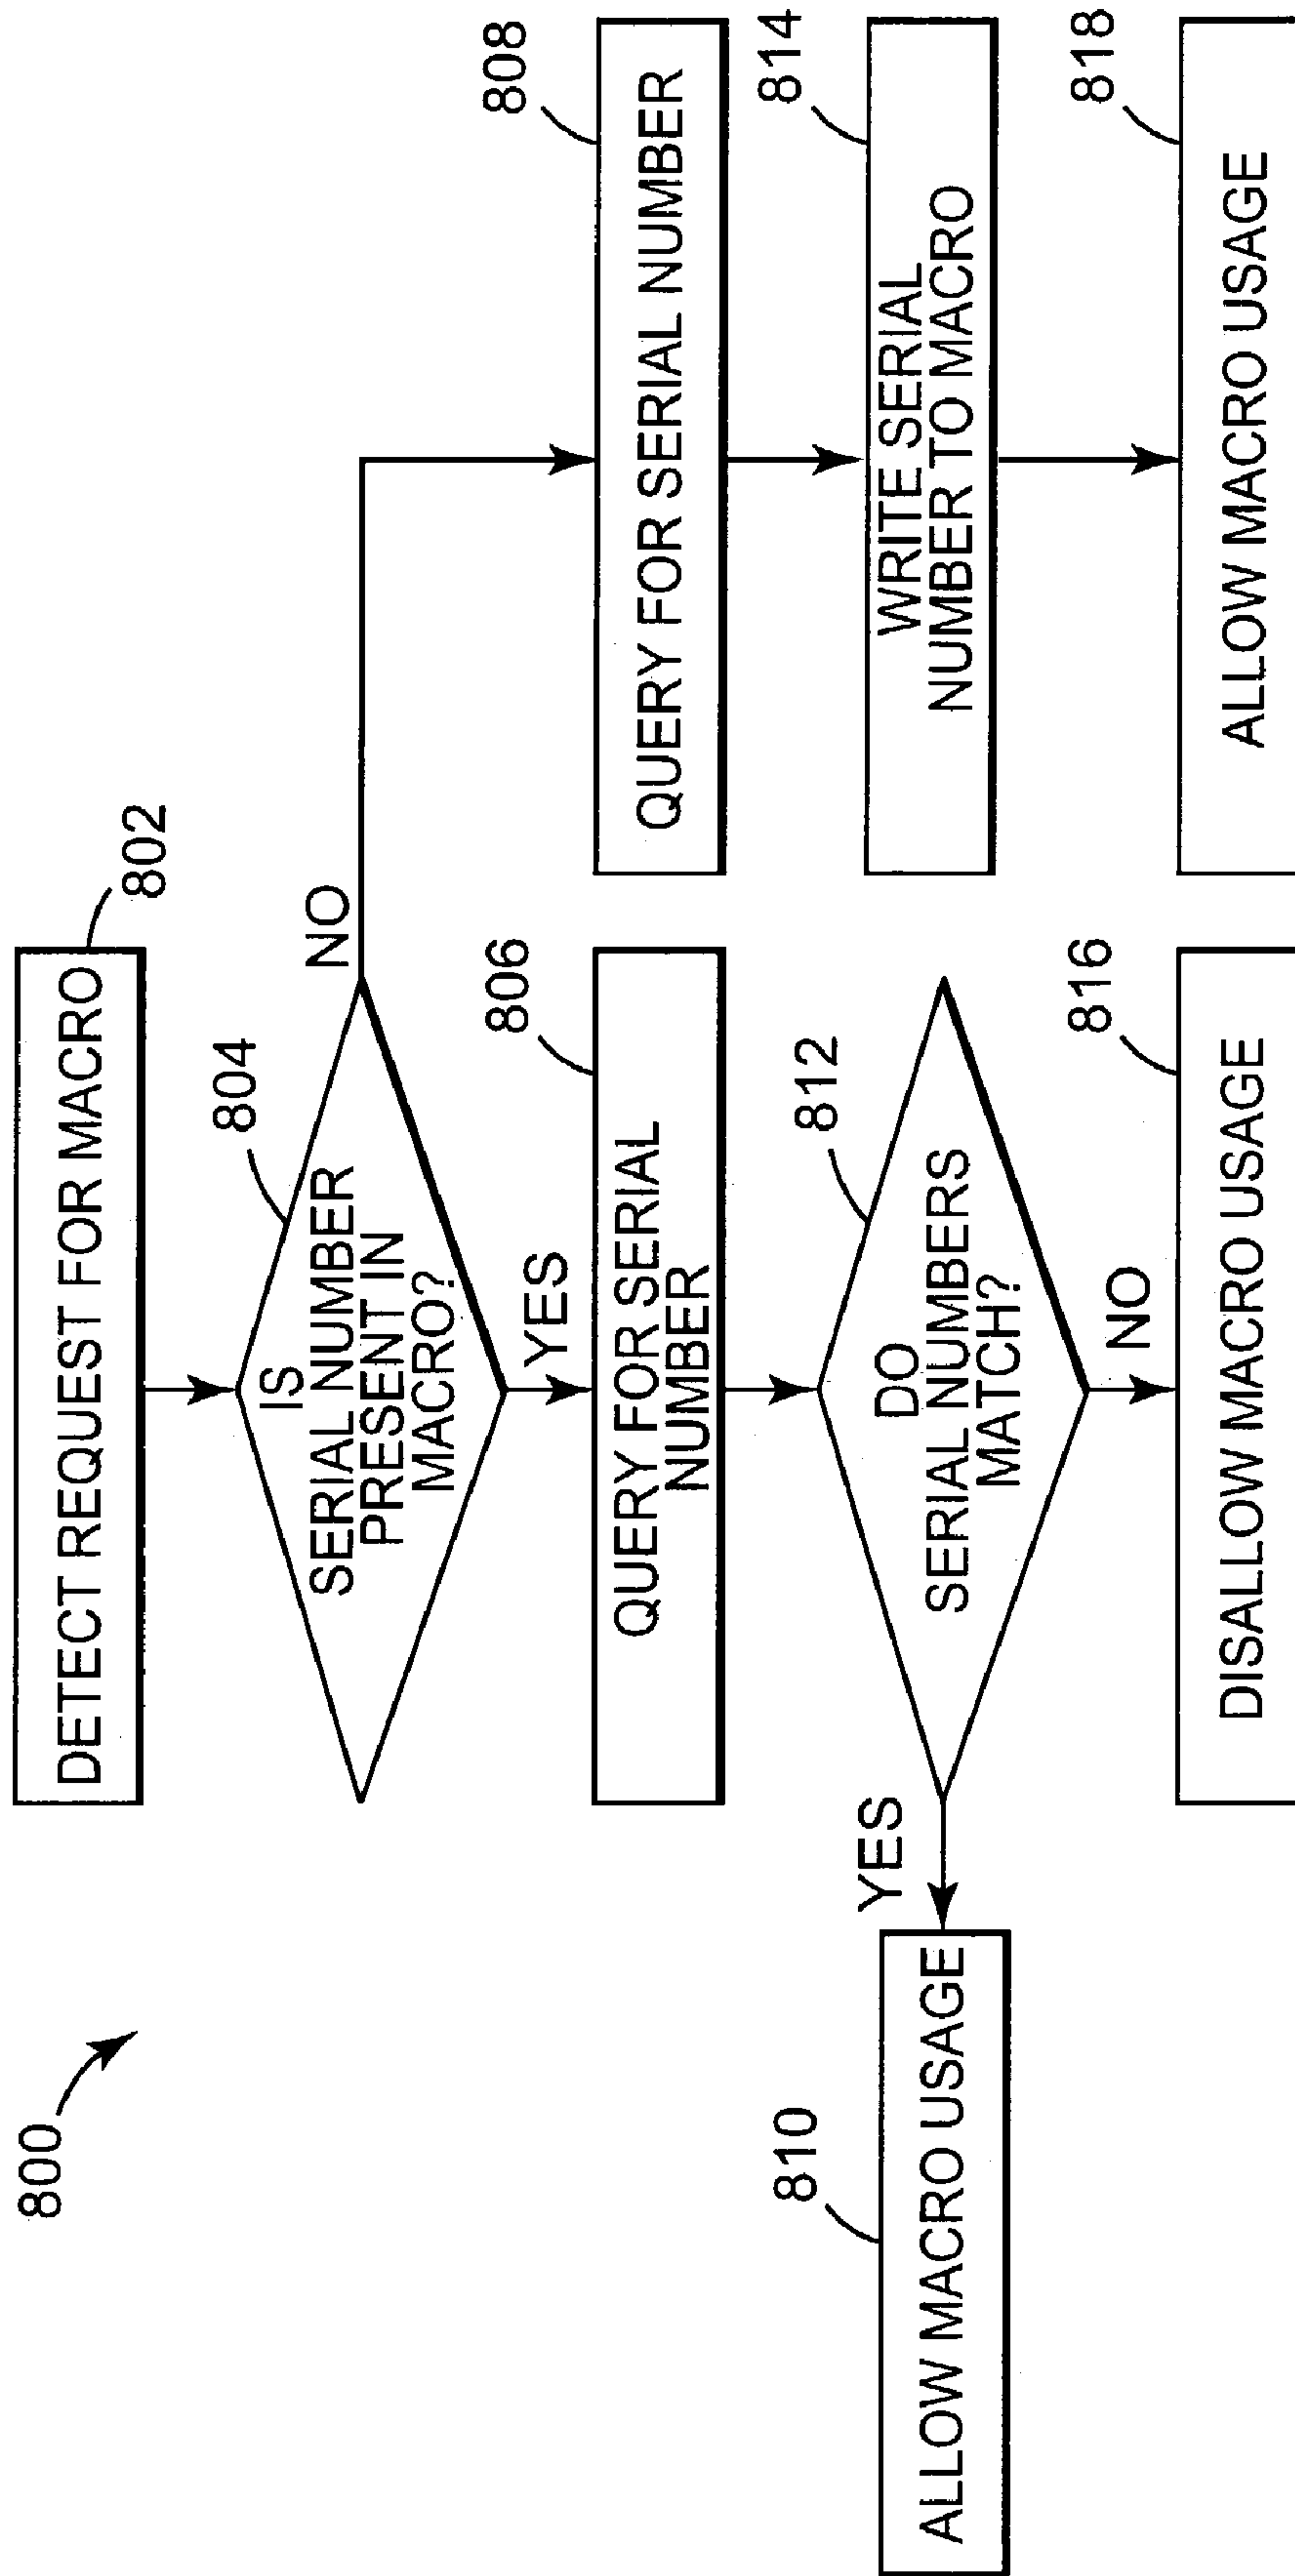 800
DETECT REQUEST FOR MACRO
802
804
IS
SERIAL NUMBER
PRESENT IN
MACRO?
NO
YES
806
QUERY FOR SERIAL
NUMBER
808
QUERY FOR SERIAL NUMBER
810
ALLOW MACRO USAGE
YES
812
DO
SERIAL NUMBERS
MATCH?
NO
814
WRITE SERIAL
NUMBER TO MACRO
816
DISALLOW MACRO USAGE
818
ALLOW MACRO USAGE